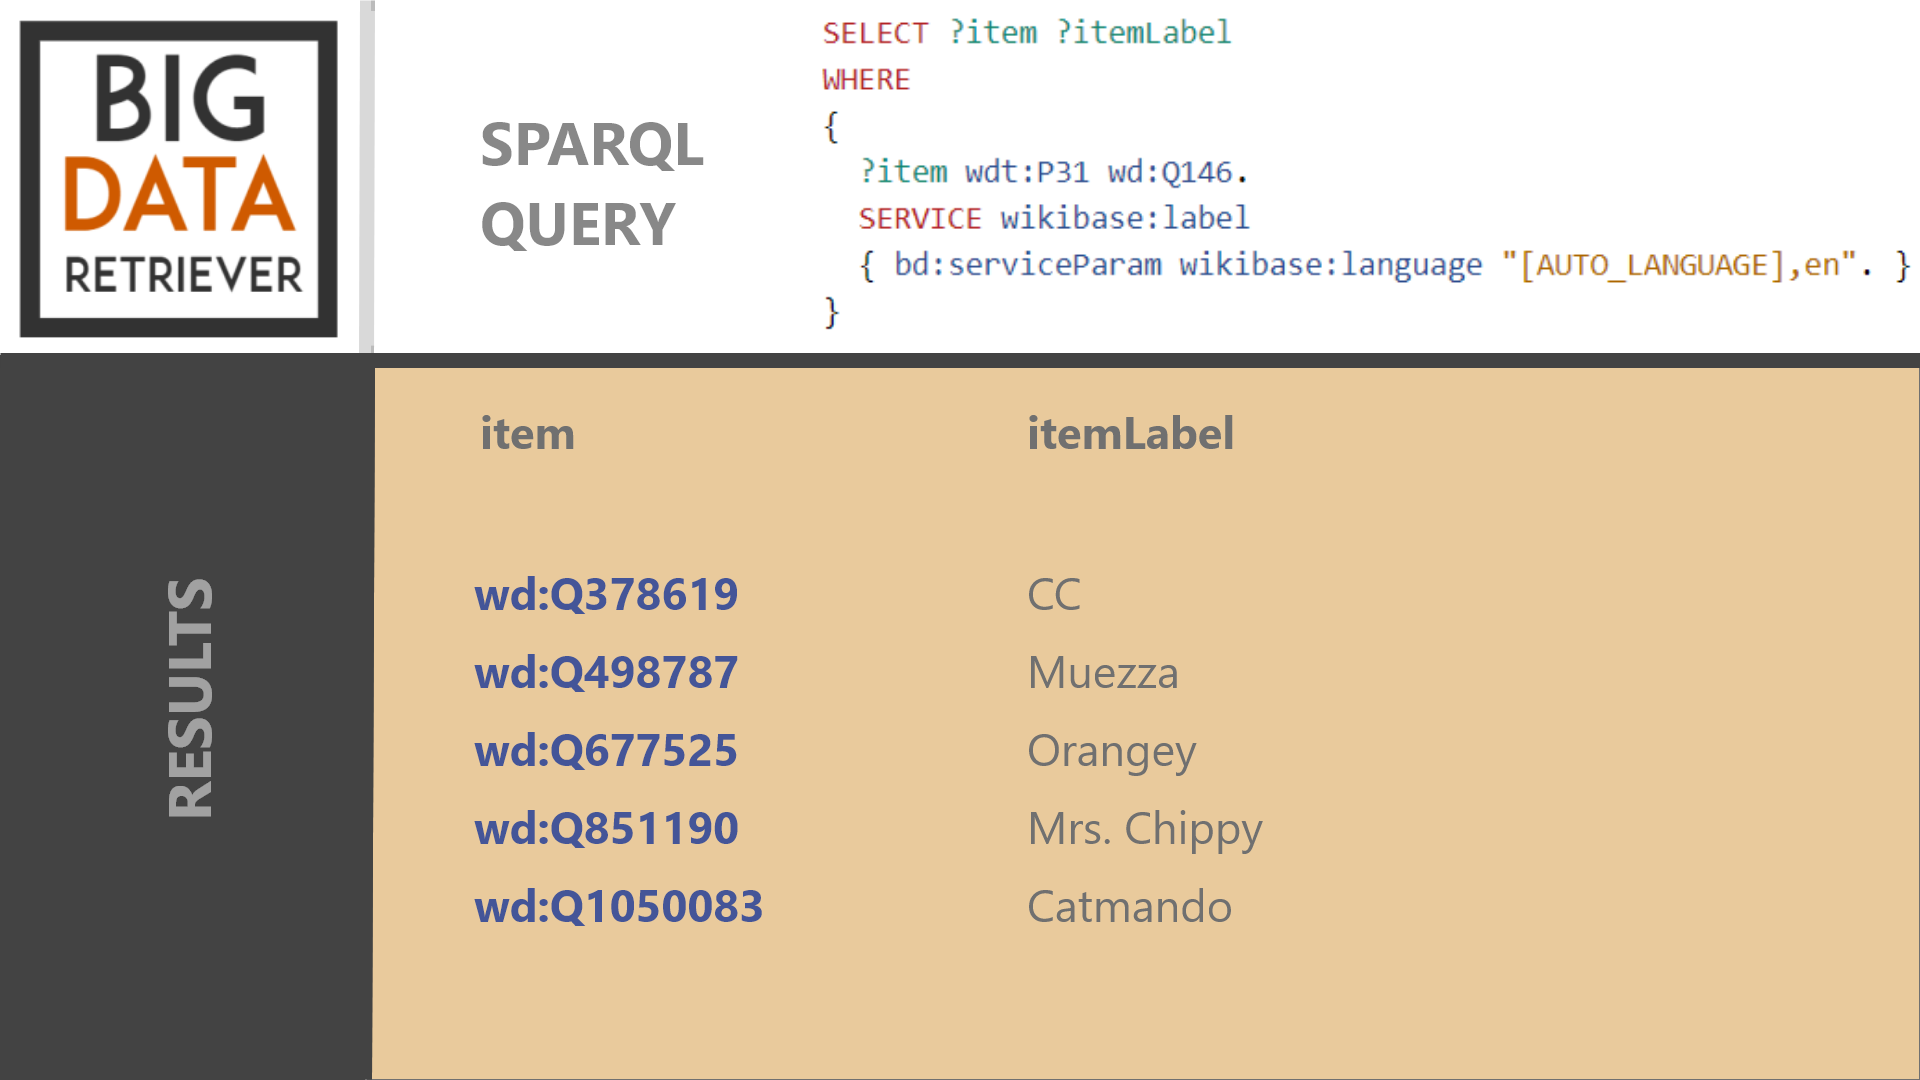 BIG
DATA
RETRIEVER
SPARQL
QUERY
SELECT ?item ?itemLabel
WHERE
{
?item wdt:P31 wd:Q146.
SERVICE wikibase:label
{ bd:serviceParam wikibase:language "[AUTO_LANGUAGE],en". }
}
RESULTS
item itemLabel
wd:Q378619 CC
wd:Q498787 Muezza
wd:Q677525 Orangey
wd:Q851190 Mrs. Chippy
wd:Q1050083 Catmando